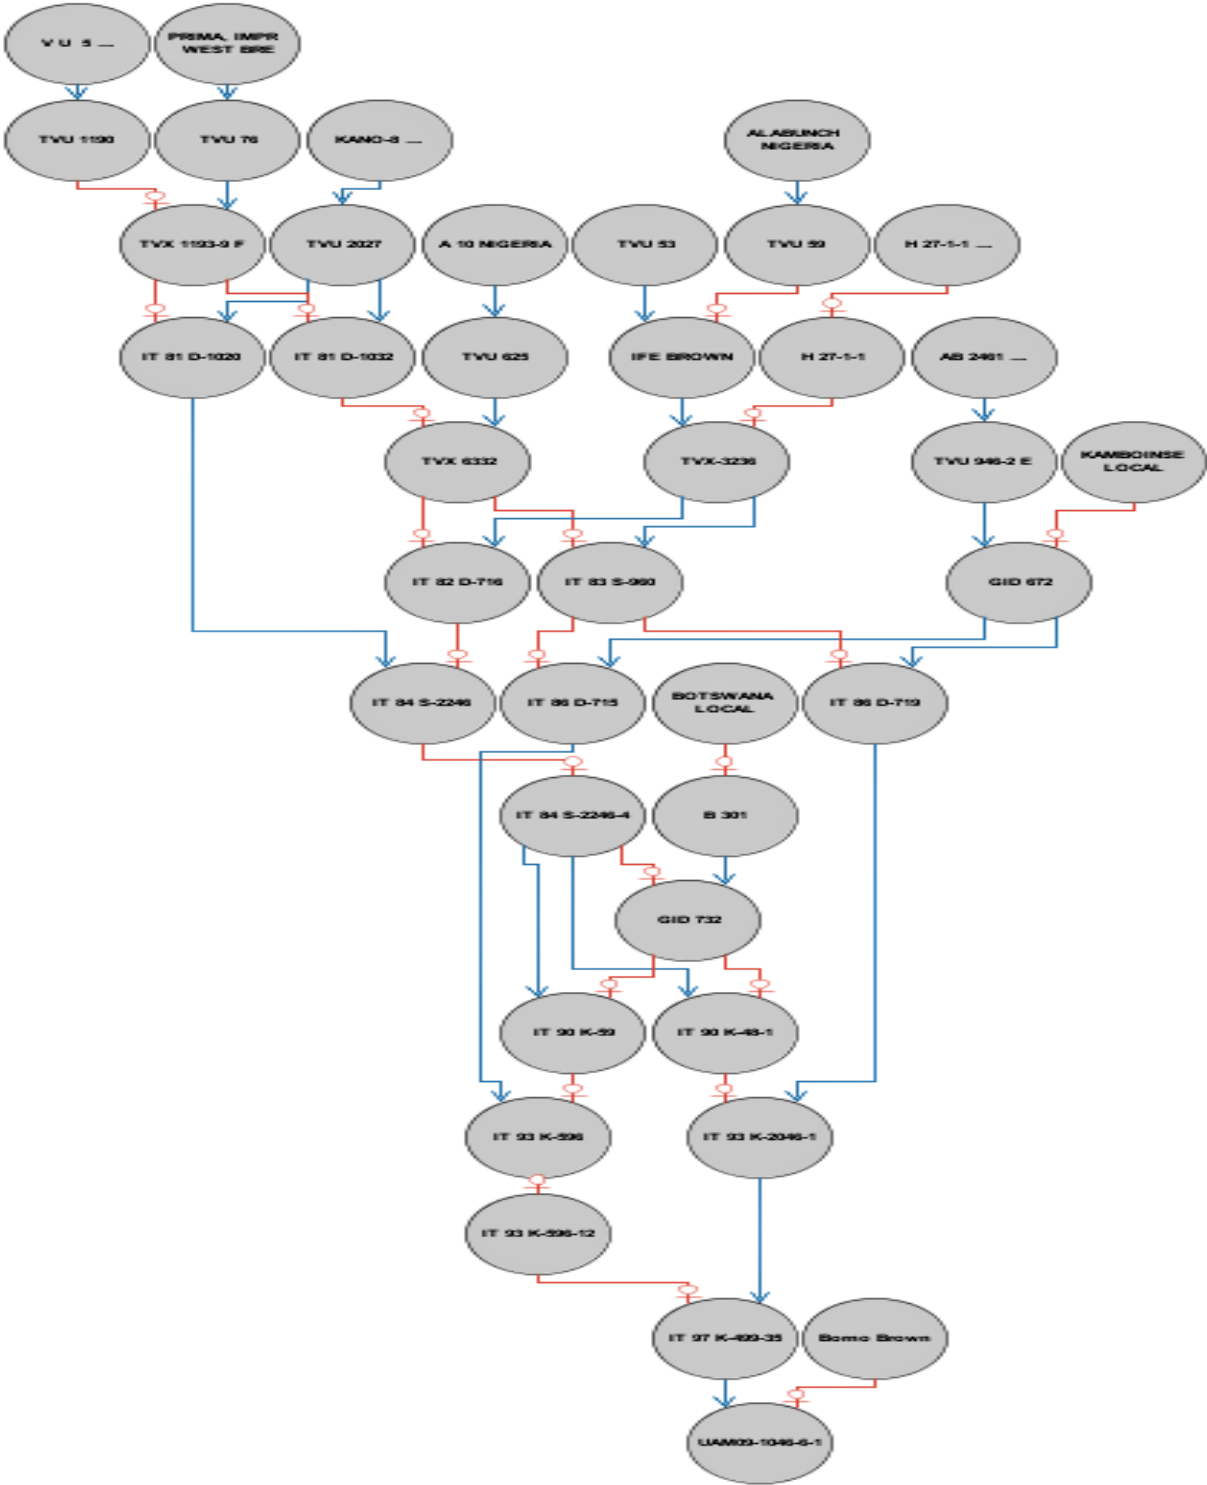 V U 5 ...
PRIMA, IMPR
WEST BRE
TVU 1190
TVU 76
KANO-8 ...
ALABUNCH
NIGERIA
TVX 1193-9 F
TVU 2027
A 10 NIGERIA
TVU 53
TVU 59
H 27-1-1 ...
IT 81 D-1020
IT 81 D-1032
TVU 625
IFE BROWN
H 27-1-1
AB 2461 ...
TVX 6332
TVX-3236
TVU 946-2 E
KAMBOINSE
LOCAL
IT 82 D-716
IT 83 S-960
GID 672
IT 84 S-2246
IT 86 D-715
BOTSWANA
LOCAL
IT 86 D-719
IT 84 S-2246-4
B 301
GID 732
IT 90 K-59
IT 90 K-48-1
IT 93 K-596
IT 93 K-2046-1
IT 93 K-596-12
IT 97 K-499-35
Borno Brown
UAM09-1046-6-1